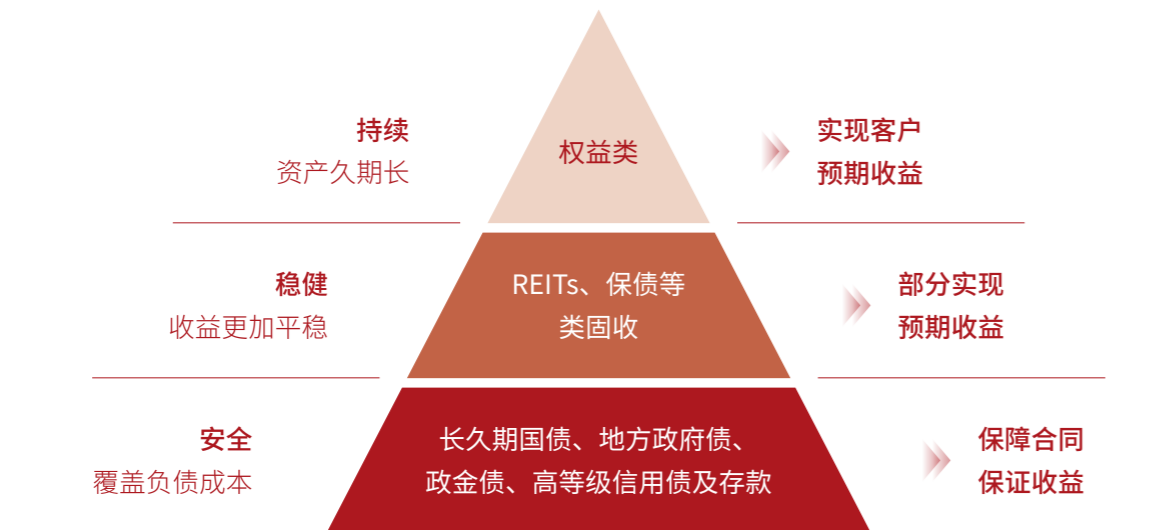 持续
资产久期长
权益类
实现客户
预期收益
稳健
收益更加平稳
REITs、保债等
类固收
部分实现
预期收益
安全
覆盖负债成本
长久期国债、地方政府债、
政金债、高等级信用债及存款
保障合同
保证收益